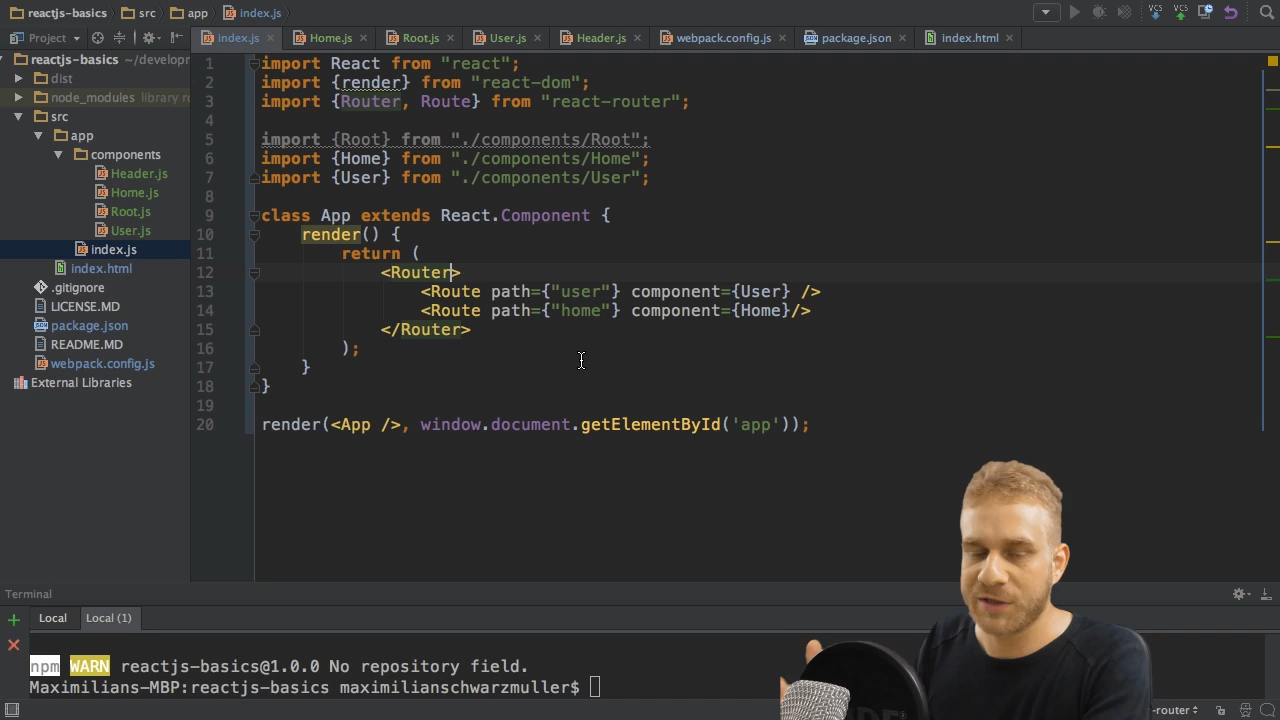 reactjs-basics src app index.js
Project index.js Home.js Root.js User.js Header.js webpack.config.js package.json index.html
reactjs-basics ~/developm
dist
node_modules library ro
src
app
components
Header.js
Home.js
Root.js
User.js
index.js
index.html
.gitignore
LICENSE.MD
package.json
README.MD
webpack.config.js
External Libraries
1 import React from "react";
2 import {render} from "react-dom";
3 import {Router, Route} from "react-router";
4
5 import {Root} from "./components/Root";
6 import {Home} from "./components/Home";
7 import {User} from "./components/User";
8
9 class App extends React.Component {
10 render() {
11 return (
12 <Router>
13 <Route path={"user"} component={User} />
14 <Route path={"home"} component={Home}/>
15 </Router>
16 );
17 }
18 }
19
20 render(<App />, window.document.getElementById('app'));
VCS VCS
Terminal
Local Local (1)
npm WARN reactjs-basics@1.0.0 No repository field.
Maximilians-MBP:reactjs-basics maximilianschwarzmuller$
-router